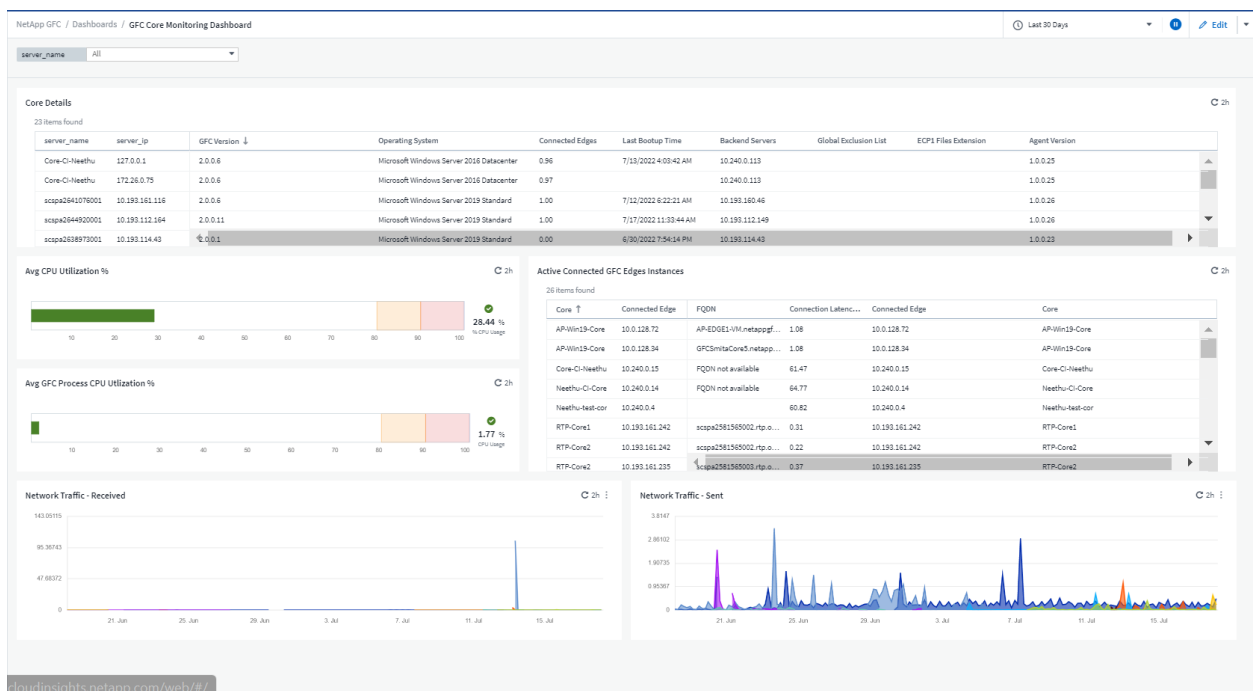 NetApp GFC / Dashboards / GFC Core Monitoring Dashboard Last 30 Days Edit
server_name All
Core Details 2h
23 items found
server_name server_ip GFC Version ↓ Operating System Connected Edges Last Bootup Time Backend Servers Global Exclusion List ECP1 Files Extension Agent Version
Core-CI-Neethu 127.0.0.1 2.0.0.6 Microsoft Windows Server 2016 Datacenter 0.96 7/13/2022 4:03:42 AM 10.240.0.113 1.0.0.25
Core-CI-Neethu 172.26.0.75 2.0.0.6 Microsoft Windows Server 2016 Datacenter 0.97 10.240.0.113 1.0.0.25
scspa2641076001 10.193.161.116 2.0.0.6 Microsoft Windows Server 2019 Standard 1.00 7/12/2022 6:22:21 AM 10.193.160.46 1.0.0.26
scspa2644920001 10.193.112.164 2.0.0.11 Microsoft Windows Server 2019 Standard 1.00 7/17/2022 11:33:44 AM 10.193.112.149 1.0.0.26
scspa2638973001 10.193.114.43 2.0.0.1 Microsoft Windows Server 2019 Standard 0.00 6/30/2022 7:54:14 PM 10.193.114.43 1.0.0.23
Avg CPU Utilization % 2h
28.44 %
% CPU Usage
10 20 30 40 50 60 70 80 90 100
Avg GFC Process CPU Utlization % 2h
1.77 %
CPU Usage
10 20 30 40 50 60 70 80 90 100
Active Connected GFC Edges Instances 2h
26 items found
Core ↑ Connected Edge FQDN Connection Latenc... Connected Edge Core
AP-Win19-Core 10.0.128.72 AP-EDGE1-VM.netappgf... 1.08 10.0.128.72 AP-Win19-Core
AP-Win19-Core 10.0.128.34 GFCSmitaCore5.netapp... 1.08 10.0.128.34 AP-Win19-Core
Core-CI-Neethu 10.240.0.15 FQDN not available 61.47 10.240.0.15 Core-CI-Neethu
Neethu-CI-Core 10.240.0.14 FQDN not available 64.77 10.240.0.14 Neethu-CI-Core
Neethu-test-cor 10.240.0.4 60.82 10.240.0.4 Neethu-test-cor
RTP-Core1 10.193.161.242 scspa2581565002.rtp.o... 0.31 10.193.161.242 RTP-Core1
RTP-Core2 10.193.161.242 scspa2581565002.rtp.o... 0.22 10.193.161.242 RTP-Core2
RTP-Core2 10.193.161.235 scspa2581565003.rtp.o... 0.37 10.193.161.235 RTP-Core2
Network Traffic - Received 2h
143.05115
95.36743
47.68372
0
21. Jun 25. Jun 29. Jun 3. Jul 7. Jul 11. Jul 15. Jul
Network Traffic - Sent 2h
3.8147
2.86102
1.90735
0.95367
0
21. Jun 25. Jun 29. Jun 3. Jul 7. Jul 11. Jul 15. Jul
cloudinsights.netapp.com/web/#/